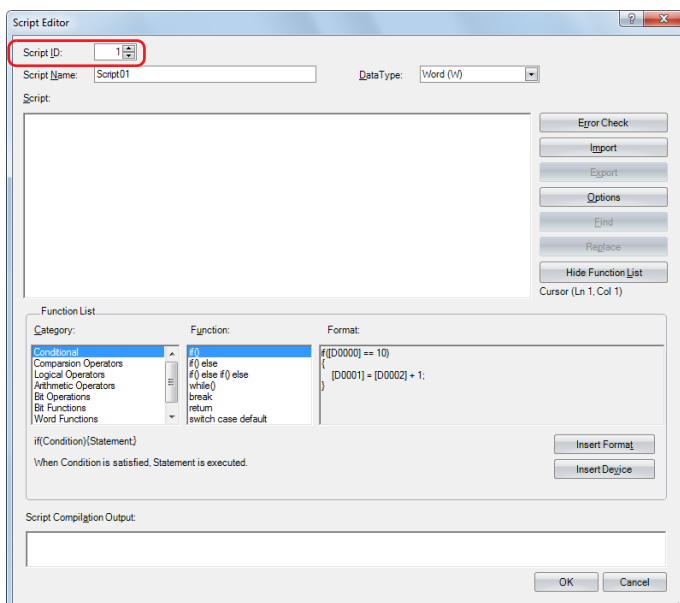 Script Editor
Script ID: 1
Script Name: Script01 DataType: Word (W)
Script:
Error Check
Import
Export
Options
Find
Replace
Hide Function List
Cursor (Ln 1, Col 1)
Function List
Category: Function: Format:
Conditional
Comparsion Operators
Logical Operators
Arithmetic Operators
Bit Operations
Bit Functions
Word Functions
if()
if() else
if() else if() else
while()
break
return
switch case default
if([D0000] == 10)
{
[D0001] = [D0002] + 1;
}
if(Condition){Statement;}
When Condition is satisfied, Statement is executed.
Insert Format
Insert Device
Script Compilation Output:
OK Cancel